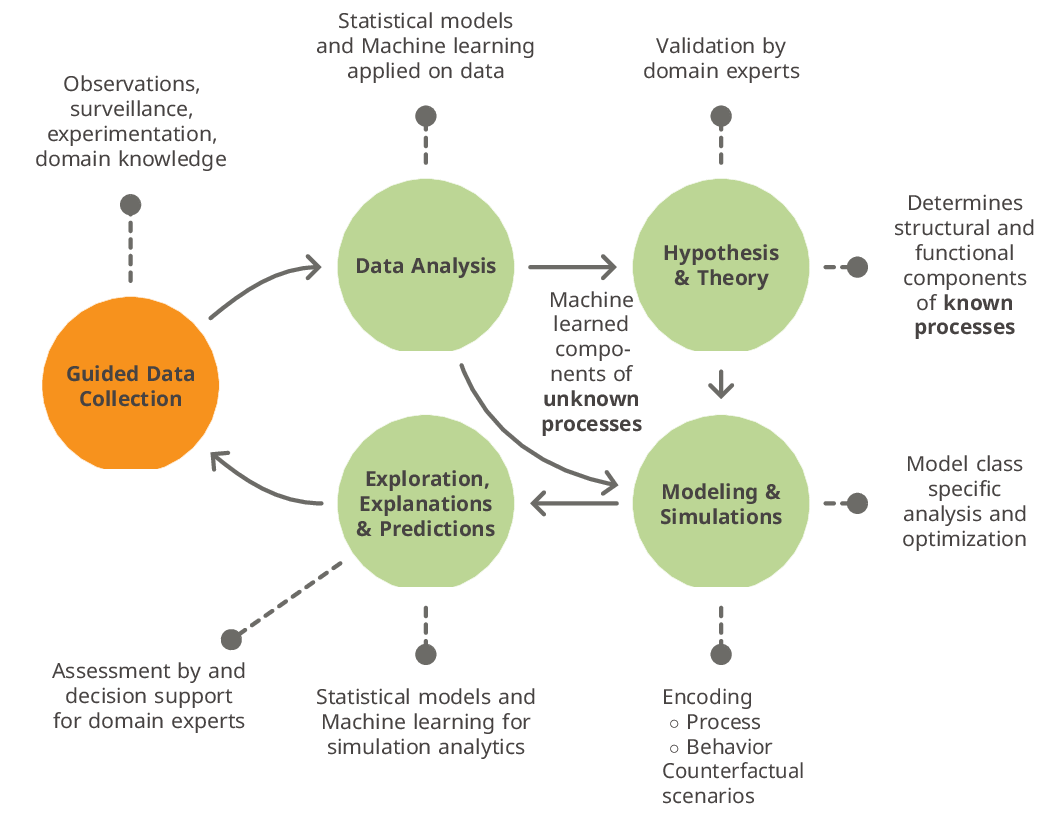 Statistical models
and Machine learning
applied on data
Validation by
domain experts
Observations,
surveillance,
experimentation,
domain knowledge
Determines
structural and
functional
components
of known
processes
Data Analysis
Hypothesis
& Theory
Machine
learned
compo-
nents of
unknown
processes
Guided Data
Collection
Exploration,
Explanations
& Predictions
Modeling &
Simulations
Model class
specific
analysis and
optimization
Assessment by and
decision support
for domain experts
Statistical models and
Machine learning for
simulation analytics
Encoding
○ Process
○ Behavior
Counterfactual
scenarios